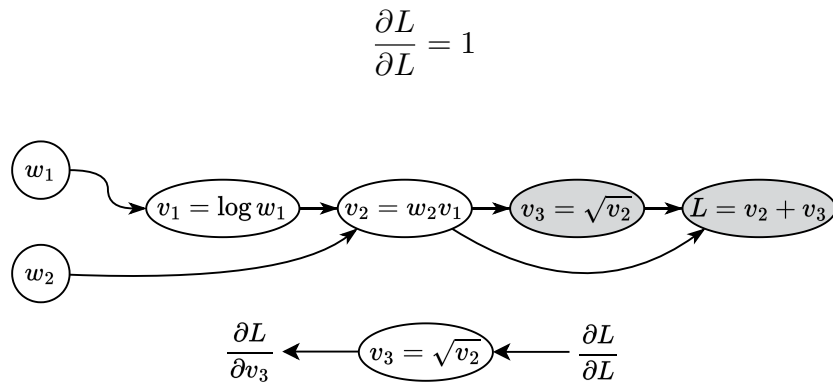 ∂L/∂L = 1
w₁
v₁ = log w₁
v₂ = w₂v₁
v₃ = √v₂
L = v₂ + v₃
w₂
∂L/∂v₃
v₃ = √v₂
∂L/∂L